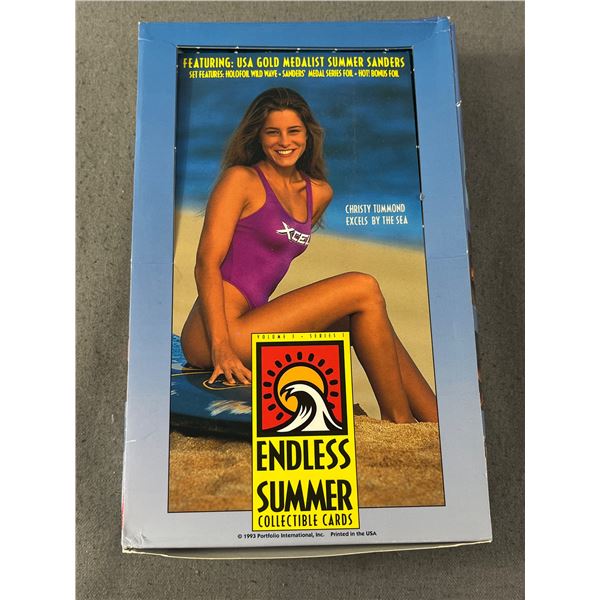 FEATURING: USA GOLD MEDALIST SUMMER SANDERS
SET FEATURES: HOLOFOIL WILD WAVE - SANDERS' MEDAL SERIES FOIL - HOT! BONUS FOIL
CHRISTY TUMMOND
EXCELS BY THE SEA
XCEL
VOLUME 1 - SERIES 1
ENDLESS
SUMMER
COLLECTIBLE CARDS
© 1993 Portfolio International, Inc. Printed in the USA